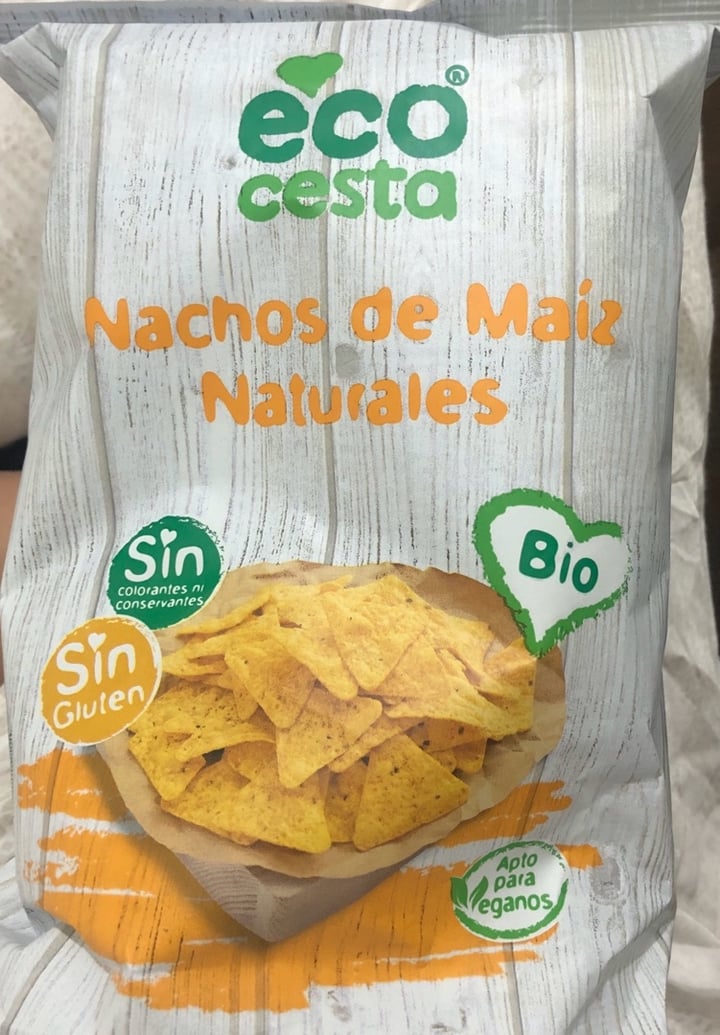 eco®
cesta
Nachos de Maíz
Naturales
Sin
colorantes ni
conservantes
Bio
Sin
Gluten
Apto
para
Veganos